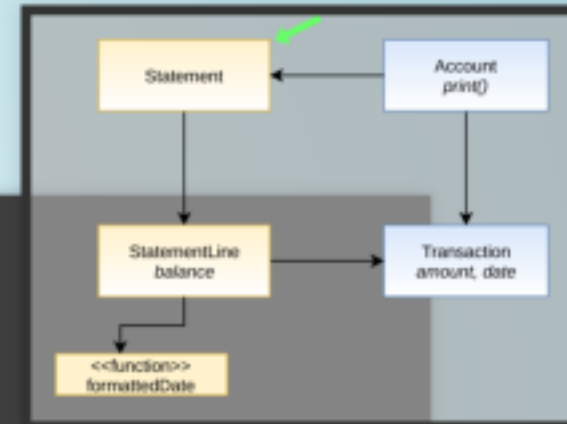 Statement
Account
print()
StatementLine
balance
Transaction
amount, date
<<function>>
formattedDate